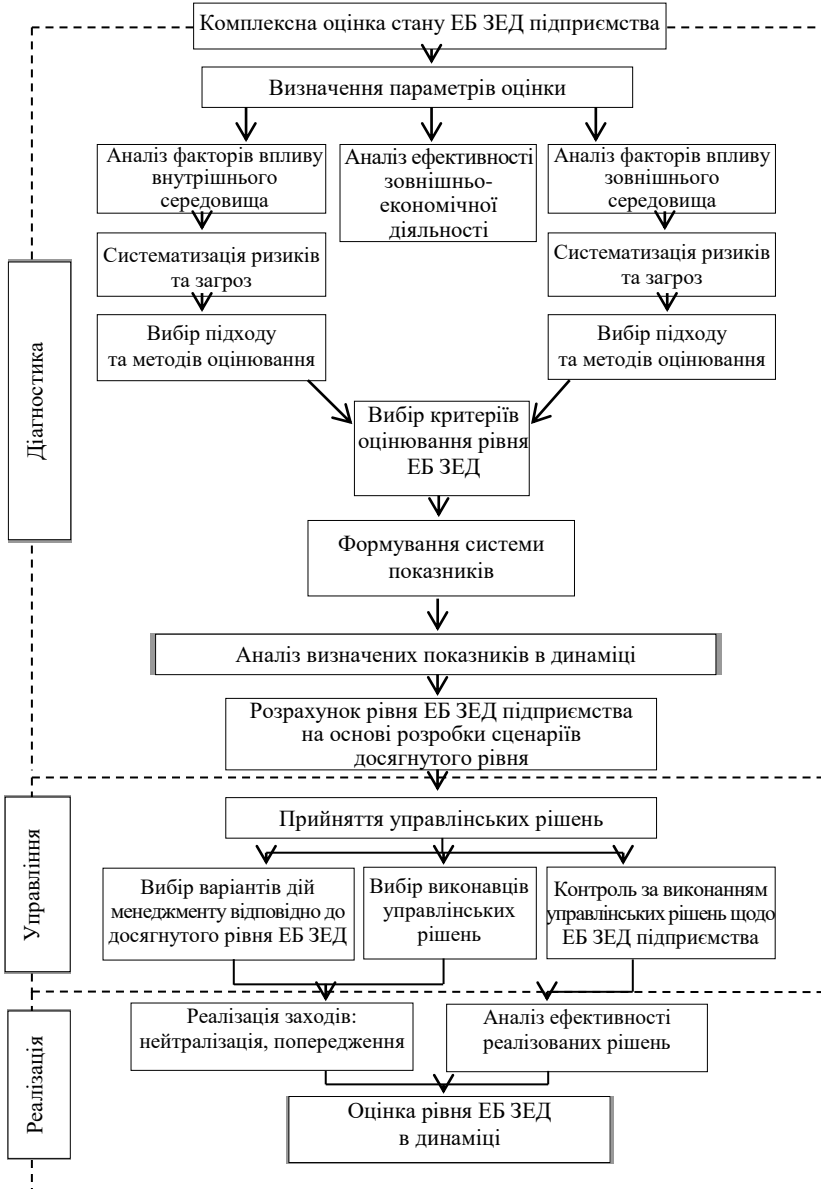 Комплексна оцінка стану ЕБ ЗЕД підприємства
Визначення параметрів оцінки
Аналіз факторів впливу
внутрішнього
середовища
Аналіз ефективності
зовнішньо-
економічної
діяльності
Аналіз факторів впливу
зовнішнього
середовища
Систематизація ризиків
та загроз
Систематизація ризиків
та загроз
Вибір підходу
та методів оцінювання
Вибір підходу
та методів оцінювання
Діагностика
Вибір критеріїв
оцінювання рівня
ЕБ ЗЕД
Формування системи
показників
Аналіз визначених показників в динаміці
Розрахунок рівня ЕБ ЗЕД підприємства
на основі розробки сценаріїв
досягнутого рівня
Управління
Прийняття управлінських рішень
Вибір варіантів дій
менеджменту відповідно до
досягнутого рівня ЕБ ЗЕД
Вибір виконавців
управлінських
рішень
Контроль за виконанням
управлінських рішень щодо
ЕБ ЗЕД підприємства
Реалізація
Реалізація заходів:
нейтралізація, попередження
Аналіз ефективності
реалізованих рішень
Оцінка рівня ЕБ ЗЕД
в динаміці